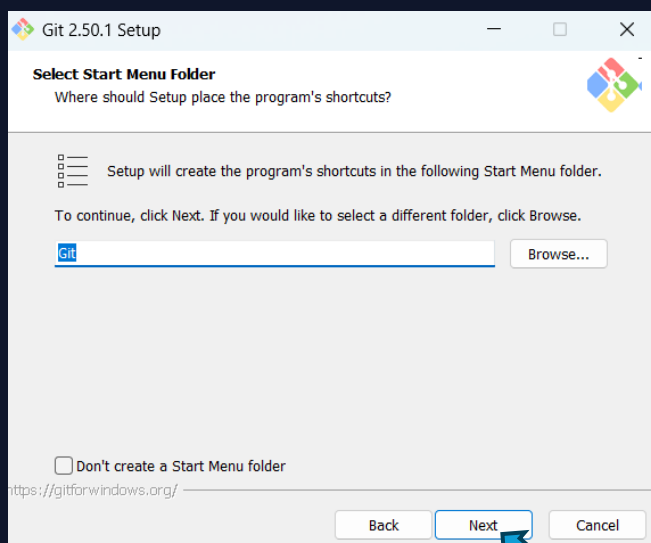 Git 2.50.1 Setup
Select Start Menu Folder
Where should Setup place the program's shortcuts?
Setup will create the program's shortcuts in the following Start Menu folder.
To continue, click Next. If you would like to select a different folder, click Browse.
Git
Browse...
Don't create a Start Menu folder
https://gitforwindows.org/
Back
Next
Cancel